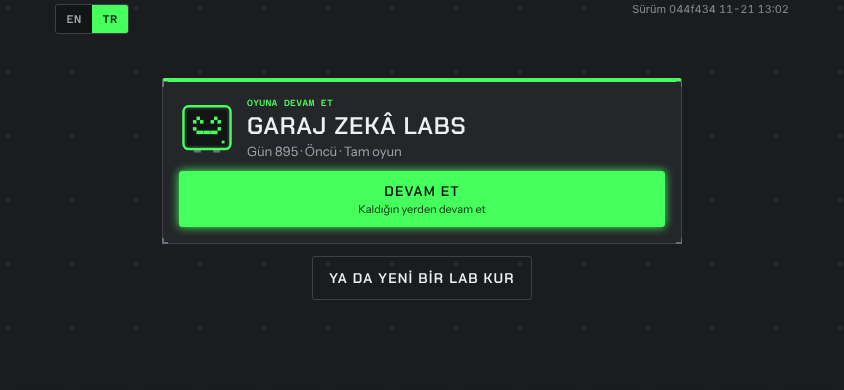 EN TR
Sürüm 044f434 11-21 13:02
OYUNA DEVAM ET
GARAJ ZEKÂ LABS
Gün 895 · Öncü · Tam oyun
DEVAM ET
Kaldığın yerden devam et
YA DA YENİ BİR LAB KUR